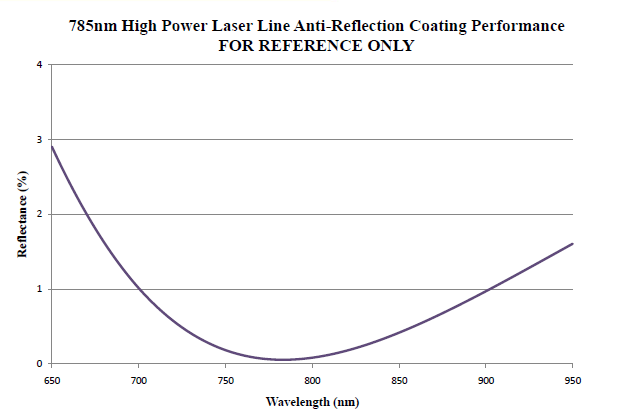 785nm High Power Laser Line Anti-Reflection Coating Performance
FOR REFERENCE ONLY
4
3
2
1
0
Reflectance (%)
650 700 750 800 850 900 950
Wavelength (nm)